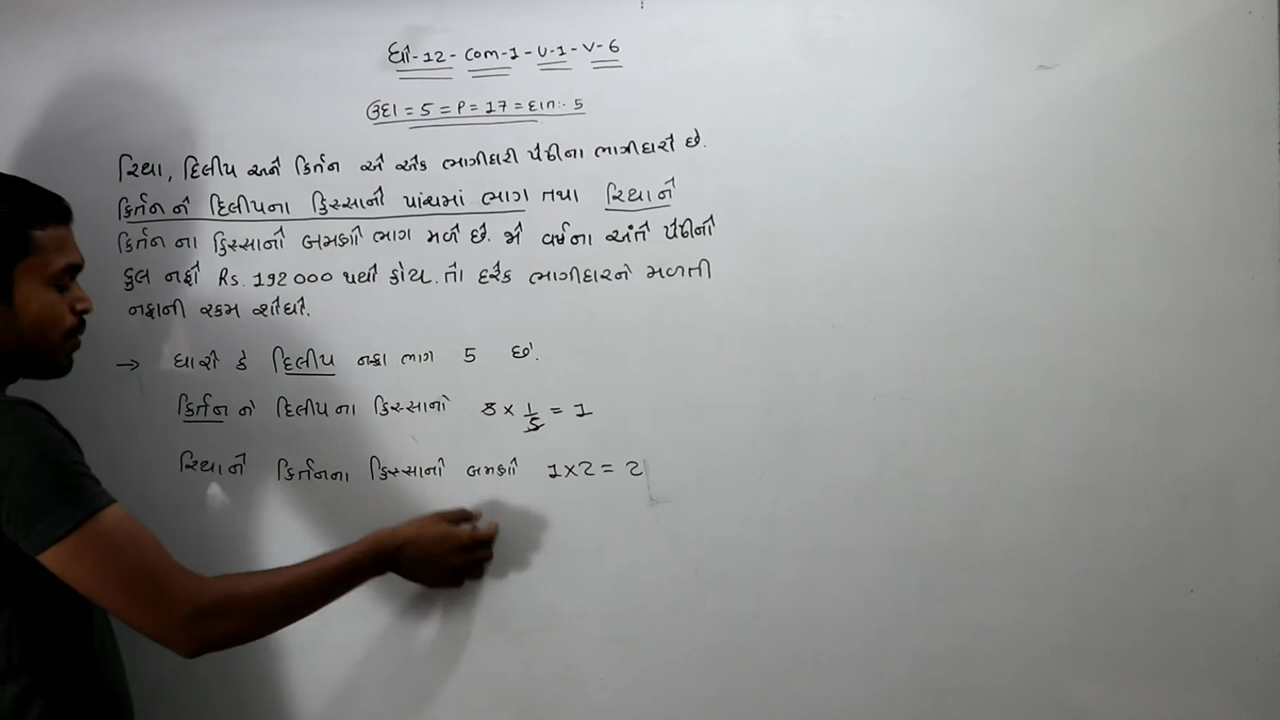 ધો-12-Com-1-U-1-V-6
ઉદા = 5 = P = 17 = દાખ:- 5
રિધા, દિલીપ અને કિર્તન એ એક ભાગીદારી પેઢીના ભાગીદારો છે.
કિર્તન ને દિલીપના હિસ્સાનો પાંચમાં ભાગ તથા રિધાને
કિર્તન ના હિસ્સાનો બમણો ભાગ મળે છે. જો વર્ષના અંતે પેઢીનો
કુલ નફો Rs. 192000 થયો હોય. તો દરેક ભાગીદારને મળતી
નફાની રકમ શોધો.
→ ધારો કે દિલીપ નફા ભાગ 5 છે.
કિર્તન ને દિલીપ ના હિસ્સાનો 5 × 1/5 = 1
રિધાને કિર્તનના હિસ્સાનો બમણો 1×2 = 2